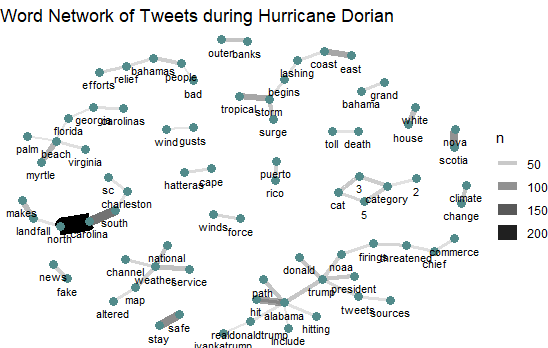 Word Network of Tweets during Hurricane Dorian
outer banks
coast
east
lashing
bahamas
relief
people
efforts
bad
begins
grand
bahama
tropical
storm
surge
white
house
georgia
carolinas
florida
palm
beach
virginia
myrtle
wind gusts
toll death
nova
scotia
n
50
100
150
200
hatteras cape
puerto
rico
sc
charleston
3
2
cat
category
5
climate
change
makes
landfall
north
carolina
south
winds
force
national
channel
weather
service
map
altered
news
fake
donald
noaa
firings
threatened
commerce
chief
path
trump
president
hit
alabama
tweets
sources
hitting
safe
stay
realdonaldtrump
include
ivankatrump